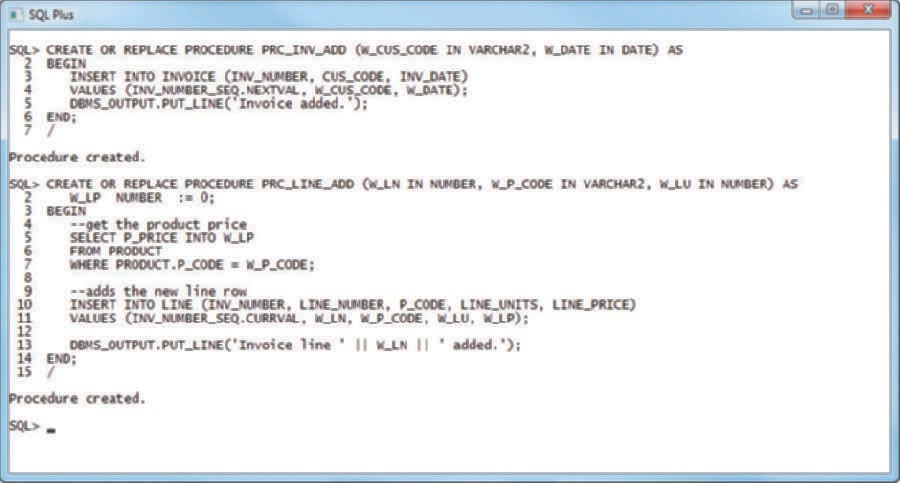 SQL Plus
SQL> CREATE OR REPLACE PROCEDURE PRC_INV_ADD (W_CUS_CODE IN VARCHAR2, W_DATE IN DATE) AS
2 BEGIN
3 INSERT INTO INVOICE (INV_NUMBER, CUS_CODE, INV_DATE)
4 VALUES (INV_NUMBER_SEQ.NEXTVAL, W_CUS_CODE, W_DATE);
5 DBMS_OUTPUT.PUT_LINE('Invoice added.');
6 END;
7 /
Procedure created.
SQL> CREATE OR REPLACE PROCEDURE PRC_LINE_ADD (W_LN IN NUMBER, W_P_CODE IN VARCHAR2, W_LU IN NUMBER) AS
2 W_LP NUMBER := 0;
3 BEGIN
4 --get the product price
5 SELECT P_PRICE INTO W_LP
6 FROM PRODUCT
7 WHERE PRODUCT.P_CODE = W_P_CODE;
8
9 --adds the new line row
10 INSERT INTO LINE (INV_NUMBER, LINE_NUMBER, P_CODE, LINE_UNITS, LINE_PRICE)
11 VALUES (INV_NUMBER_SEQ.CURRVAL, W_LN, W_P_CODE, W_LU, W_LP);
12
13 DBMS_OUTPUT.PUT_LINE('Invoice line ' || W_LN || ' added.');
14 END;
15 /
Procedure created.
SQL> _